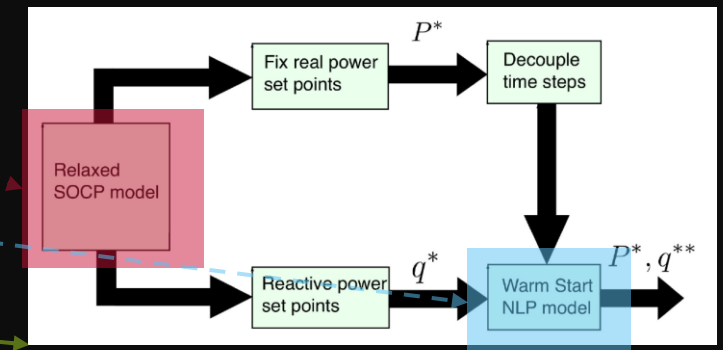 P*
Fix real power
set points
Decouple
time steps
Relaxed
SOCP model
Reactive power
set points
q*
Warm Start
NLP model
P*, q**